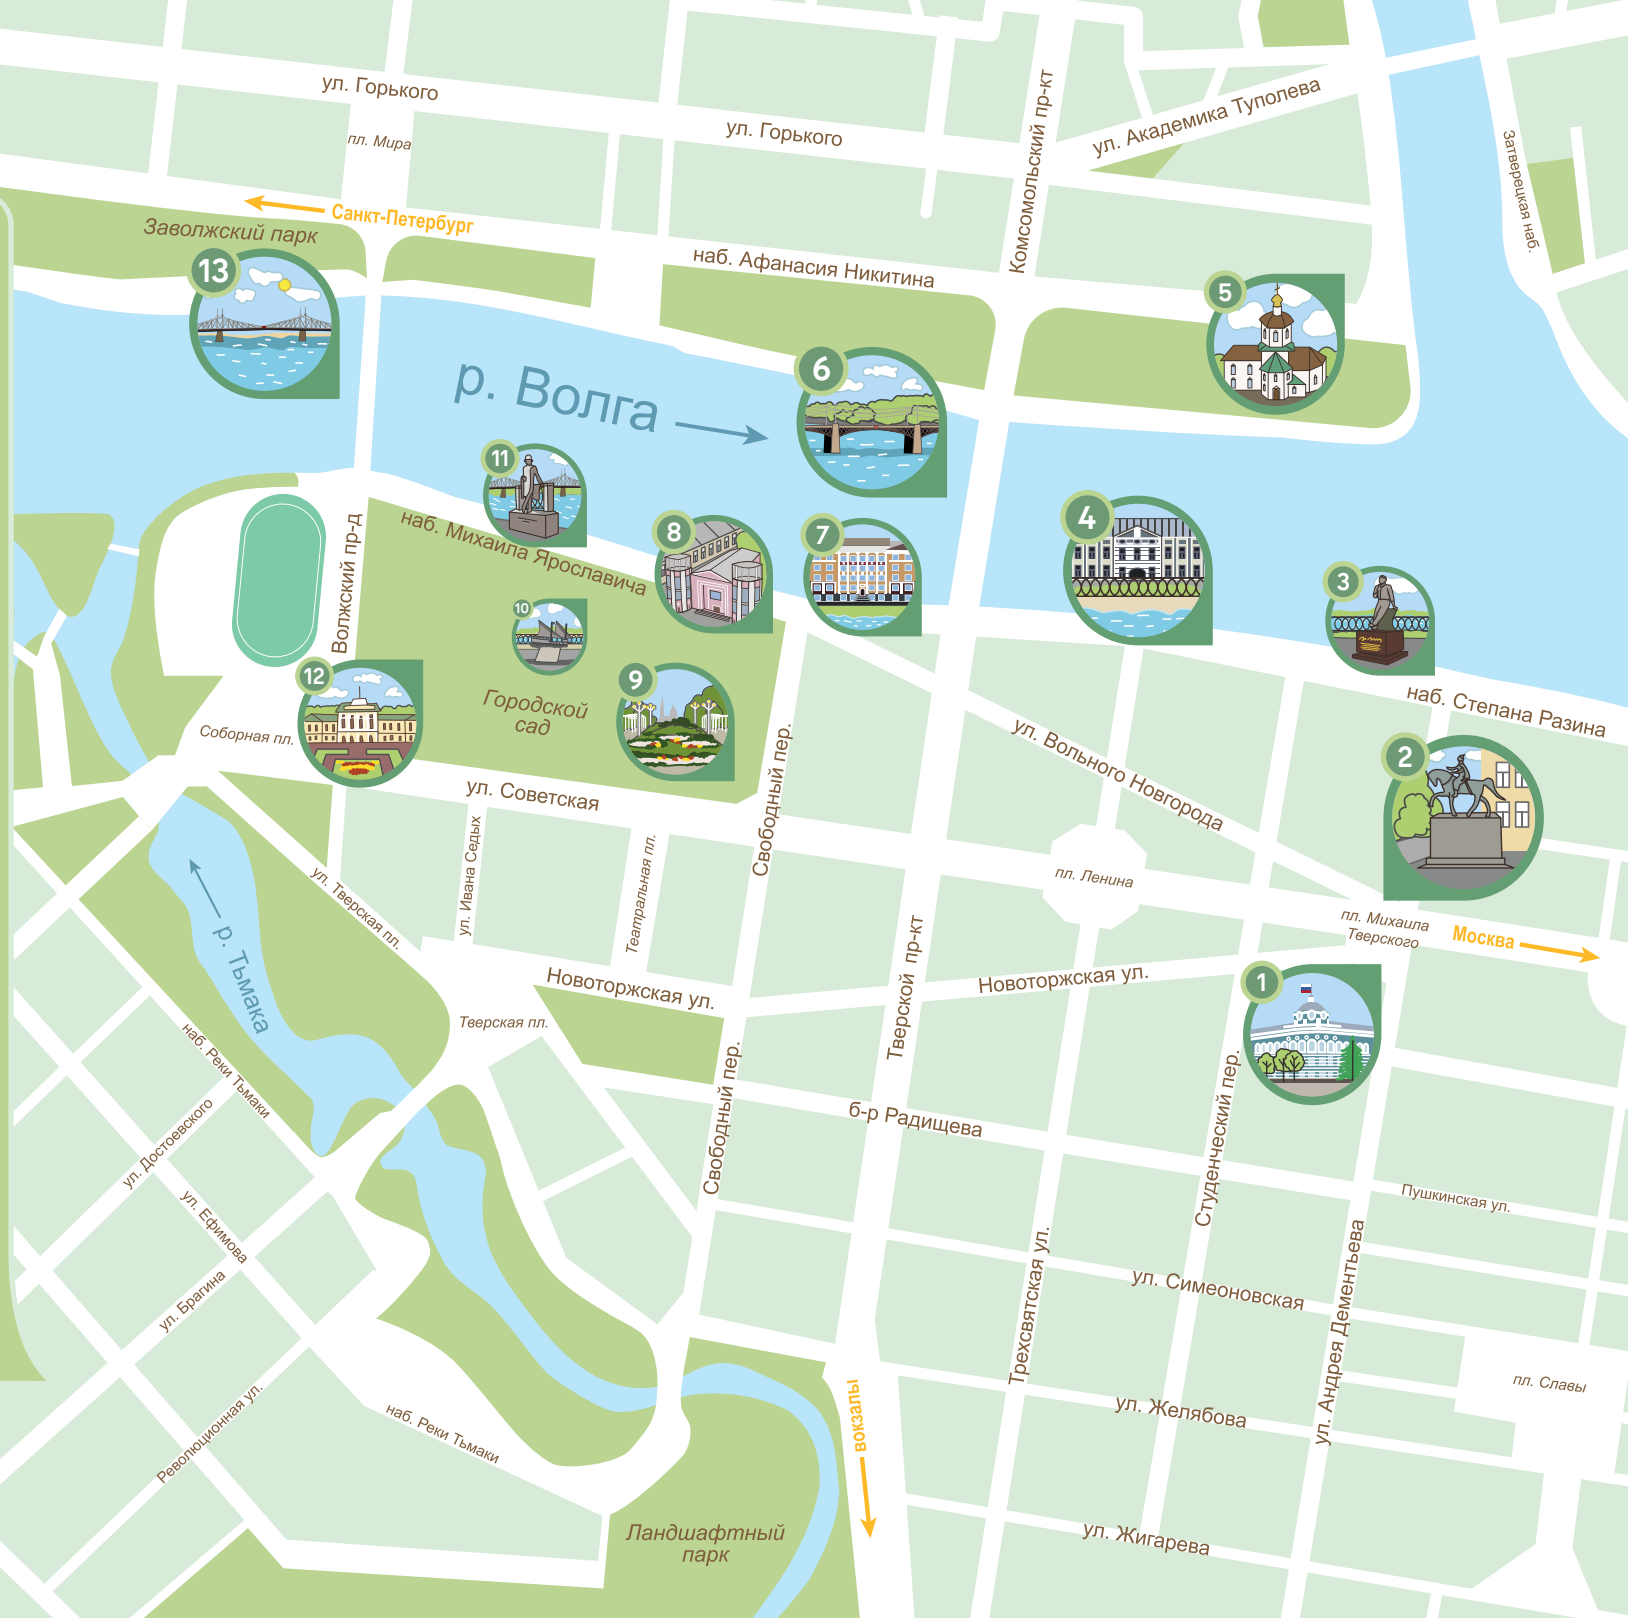 ул. Горького
пл. Мира
ул. Горького
Комсомольский пр-кт
ул. Академика Туполева
Затверецкая наб.
Санкт-Петербург
Заволжский парк
наб. Афанасия Никитина
13
5
6
р. Волга
11
наб. Михаила Ярославича
8
7
4
3
Волжский пр-д
10
12
9
Городской
сад
Соборная пл.
наб. Степана Разина
ул. Вольного Новгорода
2
Свободный пер.
ул. Советская
ул. Ивана Седых
Театральная пл.
ул. Тверская пл.
пл. Ленина
пл. Михаила
Тверского
Москва
р. Тьмака
Новоторжская ул.
Новоторжская ул.
Тверской пр-кт
1
Тверская пл.
наб. Реки Тьмаки
Свободный пер.
б-р Радищева
Студенческий пер.
ул. Достоевского
Пушкинская ул.
ул. Ефимова
ул. Брагина
Трехсвятская ул.
ул. Симеоновская
ул. Андрея Дементьева
пл. Славы
вокзалы
ул. Желябова
Революционная ул.
наб. Реки Тьмаки
Ландшафтный
парк
ул. Жигарева